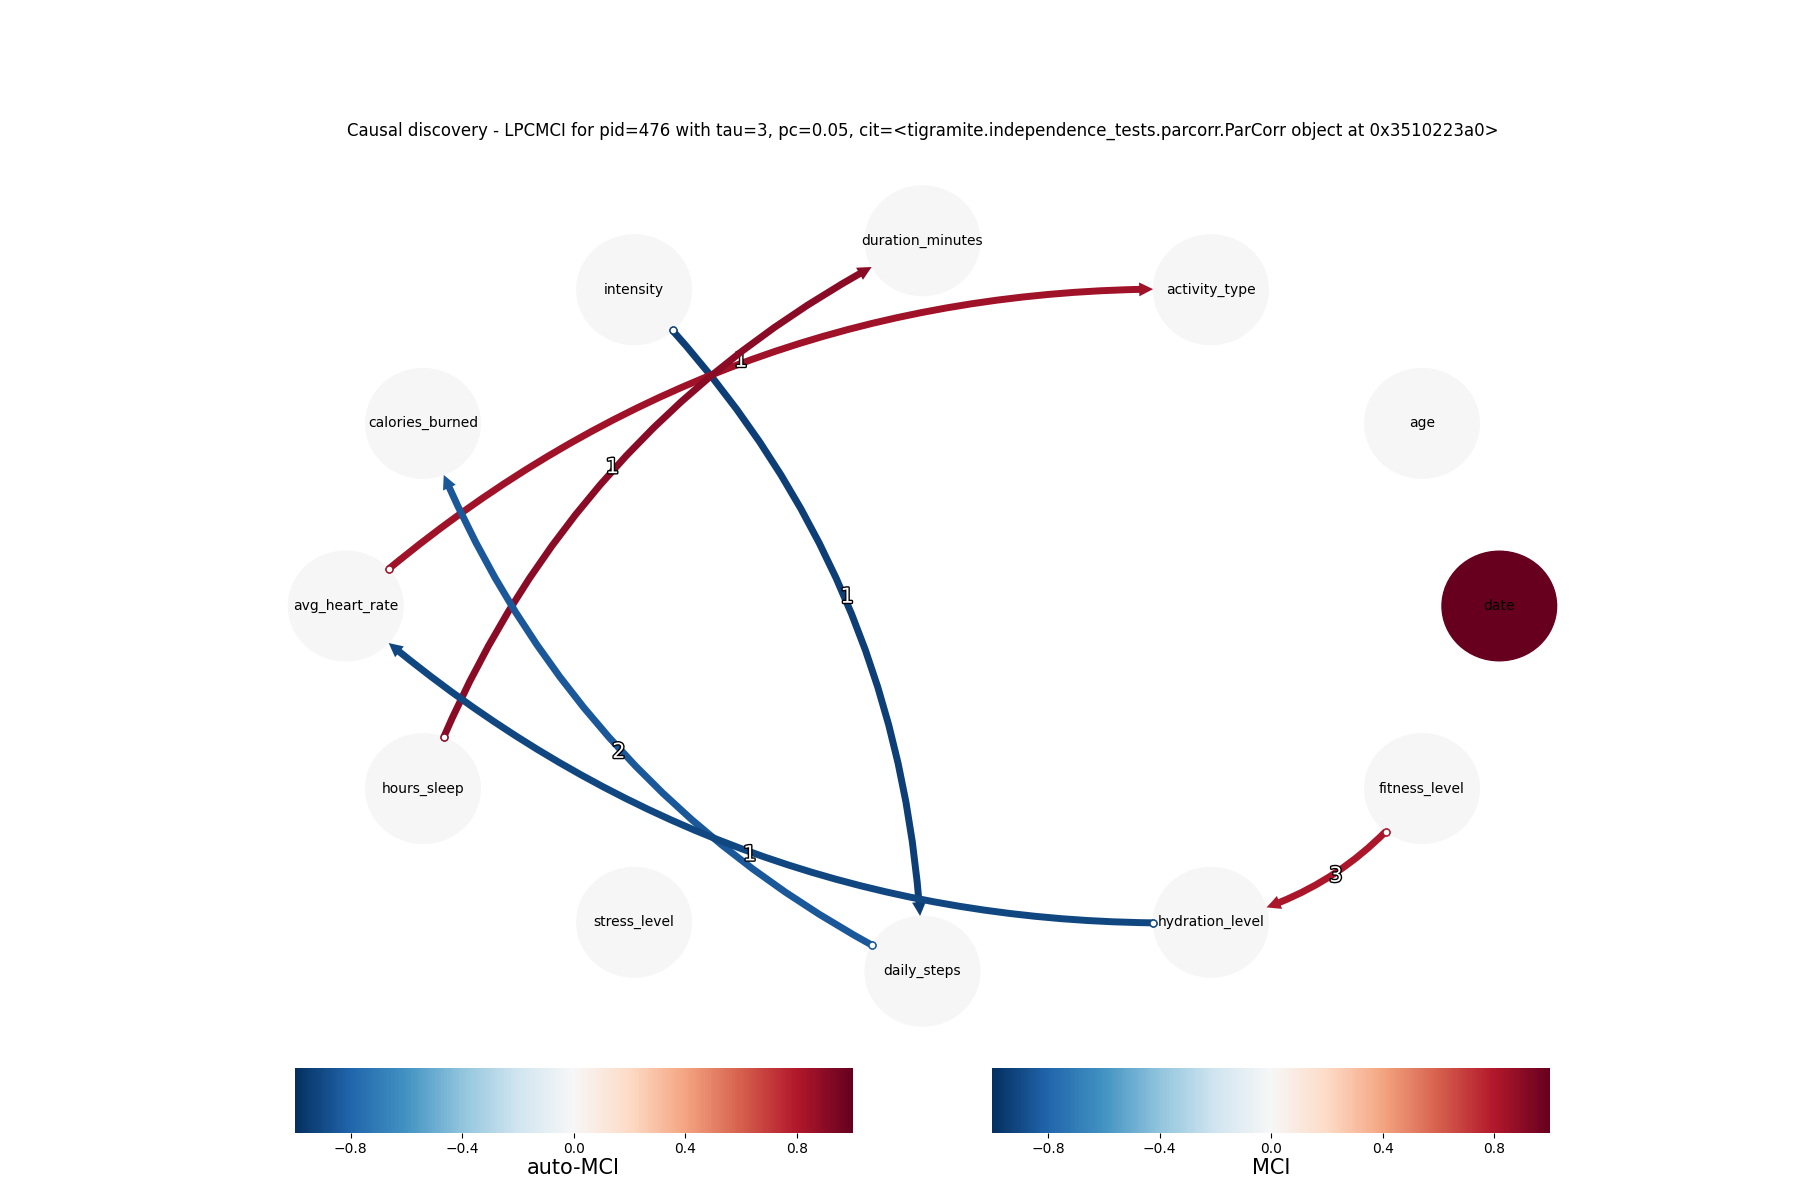 Causal discovery - LPCMCI for pid=476 with tau=3, pc=0.05, cit=<tigramite.independence_tests.parcorr.ParCorr object at 0x3510223a0>
duration_minutes
intensity
activity_type
1
calories_burned
age
1
1
avg_heart_rate
date
2
hours_sleep
fitness_level
1
3
stress_level
hydration_level
daily_steps
−0.8 −0.4 0.0 0.4 0.8
auto-MCI
−0.8 −0.4 0.0 0.4 0.8
MCI